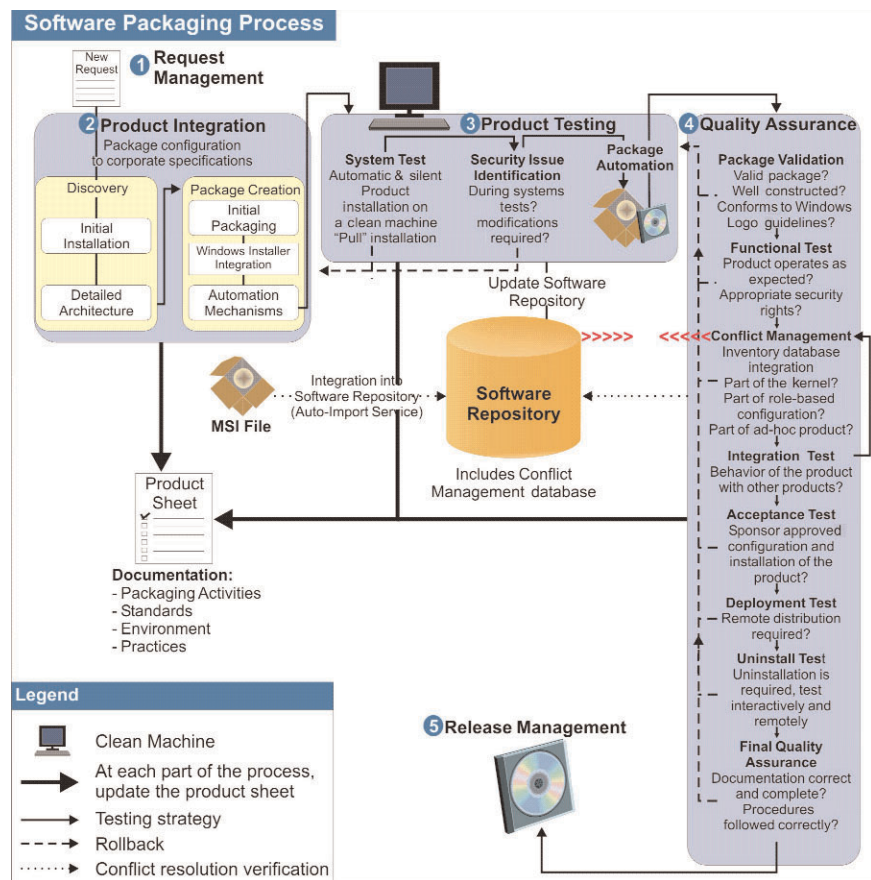 Software Packaging Process
New
Request
1 Request
Management
2 Product Integration
Package configuration
to corporate specifications
Discovery
Initial
Installation
Detailed
Architecture
Package Creation
Initial
Packaging
Windows Installer
Integration
Automation
Mechanisms
3 Product Testing
System Test
Automatic & silent
Product
installation on
a clean machine
“Pull” installation
Security Issue
Identification
During systems
tests?
modifications
required?
Package
Automation
4 Quality Assurance
Package Validation
Valid package?
Well constructed?
Conforms to Windows
Logo guidelines?
Functional Test
Product operates as
expected?
Appropriate security
rights?
Conflict Management
Inventory database
integration
Part of the kernel?
Part of role-based
configuration?
Part of ad-hoc product?
Integration Test
Behavior of the product
with other products?
Acceptance Test
Sponsor approved
configuration and
installation of the
product?
Deployment Test
Remote distribution
required?
Uninstall Test
Uninstallation is
required, test
interactively and
remotely
Final Quality
Assurance
Documentation correct
and complete?
Procedures
followed correctly?
Update Software
Repository
>>>>> <<<<<
MSI File
Integration into
Software Repository
(Auto-Import Service)
Software
Repository
Includes Conflict
Management database
Product
Sheet
Documentation:
- Packaging Activities
- Standards
- Environment
- Practices
5 Release Management
Legend
Clean Machine
At each part of the process,
update the product sheet
Testing strategy
Rollback
Conflict resolution verification